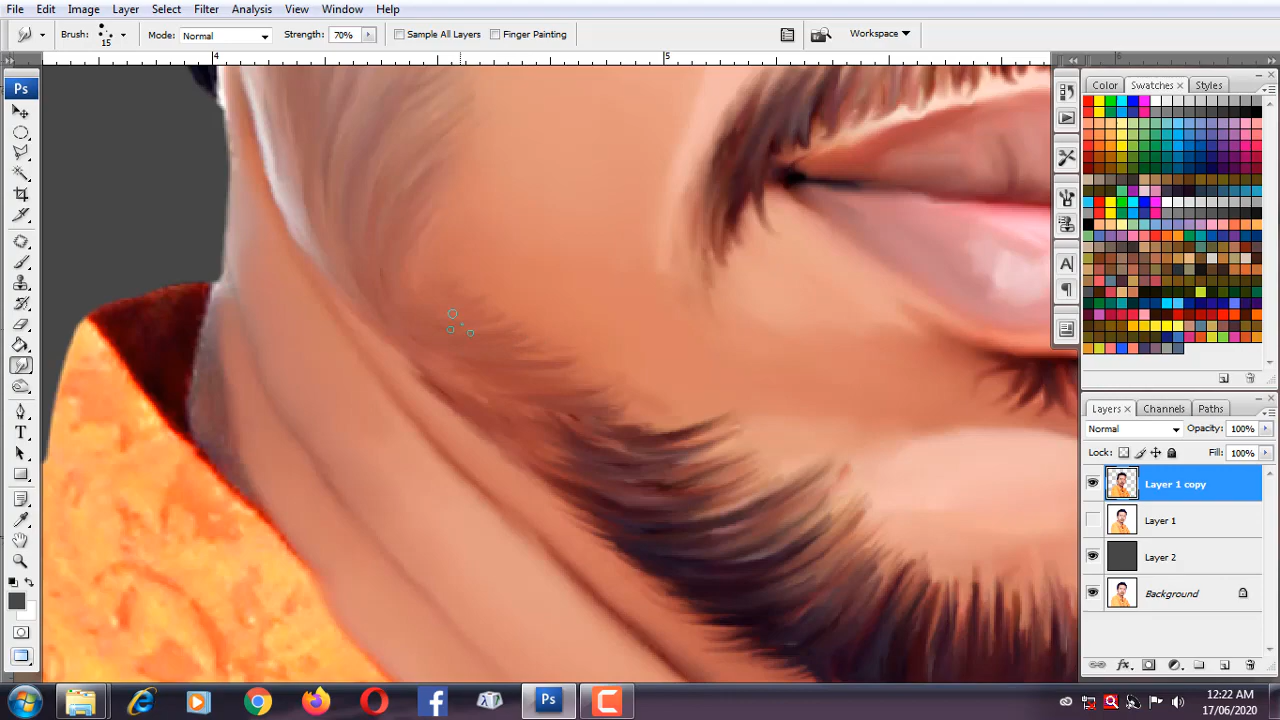 File Edit Image Layer Select Filter Analysis View Window Help
Brush: 15 Mode: Normal Strength: 70% Sample All Layers Finger Painting Workspace
4 5 6
Ps
Color Swatches Styles
Layers Channels Paths
Normal Opacity: 100%
Lock: Fill: 100%
Layer 1 copy
Layer 1
Layer 2
Background
12:22 AM
17/06/2020